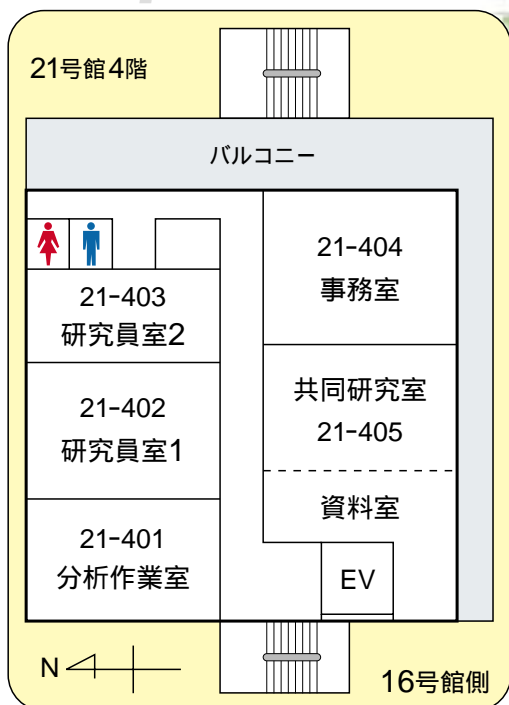 21号館4階
バルコニー
21-404
事務室
21-403
研究員室2
共同研究室
21-405
21-402
研究員室1
資料室
21-401
分析作業室
EV
N
16号館側